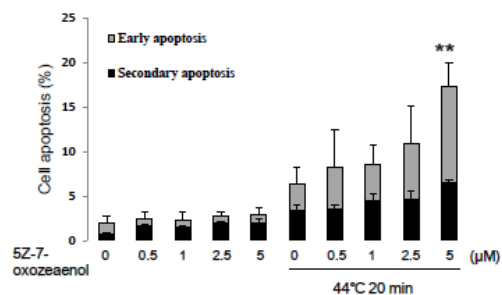 25
20
15
10
5
0
Cell apoptosis (%)
Early apoptosis
Secondary apoptosis
**
5Z-7-
oxozeaenol
0 0.5 1 2.5 5 0 0.5 1 2.5 5 (μM)
44°C 20 min